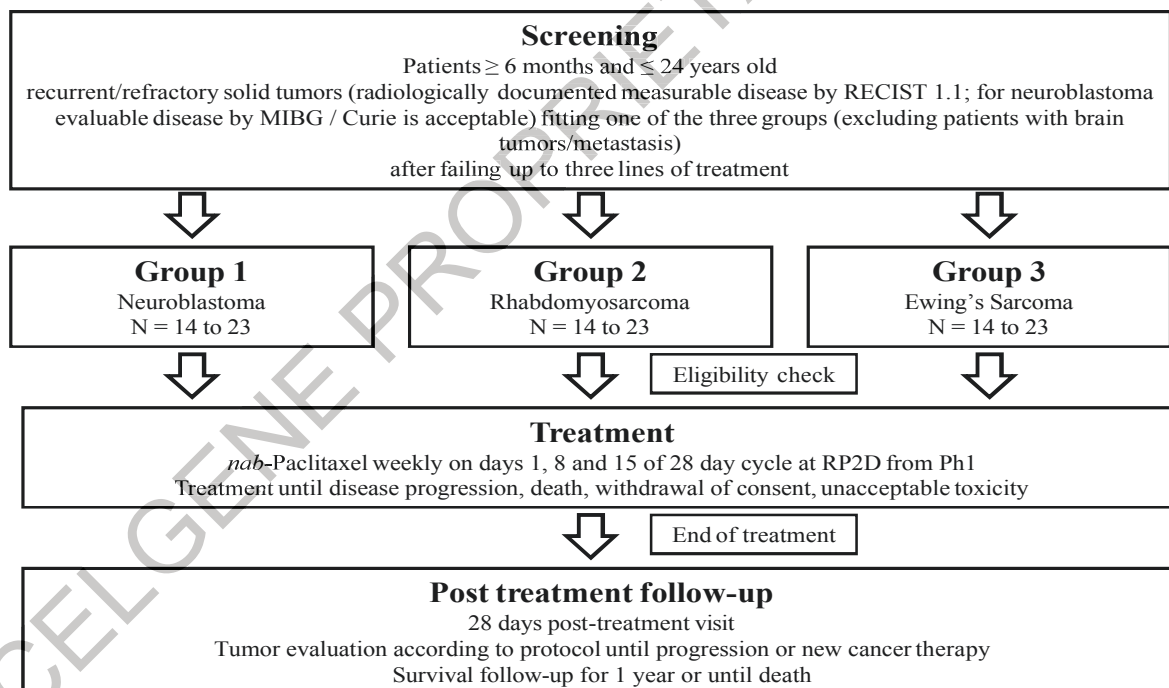 Screening
Patients ≥ 6 months and ≤ 24 years old
recurrent/refractory solid tumors (radiologically documented measurable disease by RECIST 1.1; for neuroblastoma
evaluable disease by MIBG / Curie is acceptable) fitting one of the three groups (excluding patients with brain
tumors/metastasis)
after failing up to three lines of treatment
Group 1
Neuroblastoma
N = 14 to 23
Group 2
Rhabdomyosarcoma
N = 14 to 23
Group 3
Ewing's Sarcoma
N = 14 to 23
Eligibility check
Treatment
nab-Paclitaxel weekly on days 1, 8 and 15 of 28 day cycle at RP2D from Ph1
Treatment until disease progression, death, withdrawal of consent, unacceptable toxicity
End of treatment
Post treatment follow-up
28 days post-treatment visit
Tumor evaluation according to protocol until progression or new cancer therapy
Survival follow-up for 1 year or until death
CELGENE PROPRIETA